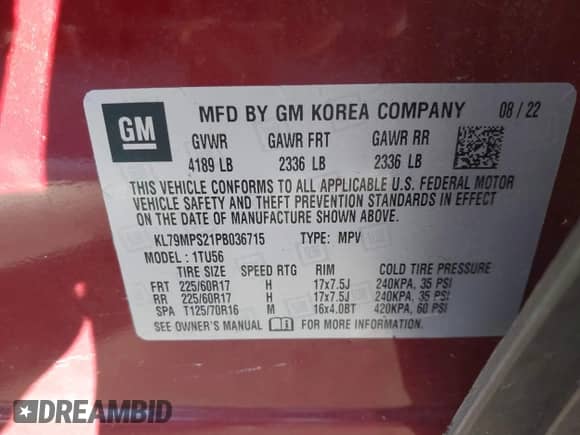 GM
MFD BY GM KOREA COMPANY 08/22
GVWR GAWR FRT GAWR RR
4189 LB 2336 LB 2336 LB
THIS VEHICLE CONFORMS TO ALL APPLICABLE U.S. FEDERAL MOTOR
VEHICLE SAFETY AND THEFT PREVENTION STANDARDS IN EFFECT
ON THE DATE OF MANUFACTURE SHOWN ABOVE.
KL79MPS21PB036715 TYPE: MPV
MODEL: 1TU56
TIRE SIZE SPEED RTG RIM COLD TIRE PRESSURE
FRT 225/60R17 H 17x7.5J 240KPA, 35 PSI
RR 225/60R17 H 17x7.5J 240KPA, 35 PSI
SPA T125/70R16 M 16x4.0BT 420KPA, 60 PSI
SEE OWNER'S MANUAL FOR MORE INFORMATION.
DREAMBID